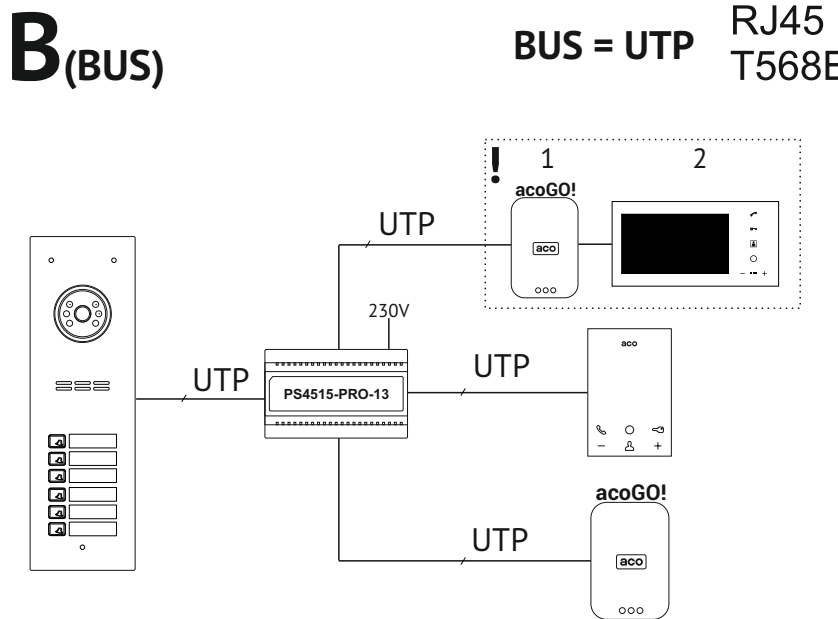 B(BUS)
BUS = UTP
RJ45
T568B
! 1 2
acoGO!
aco
UTP
230V
UTP
PS4515-PRO-13
UTP
aco
acoGO!
UTP
aco